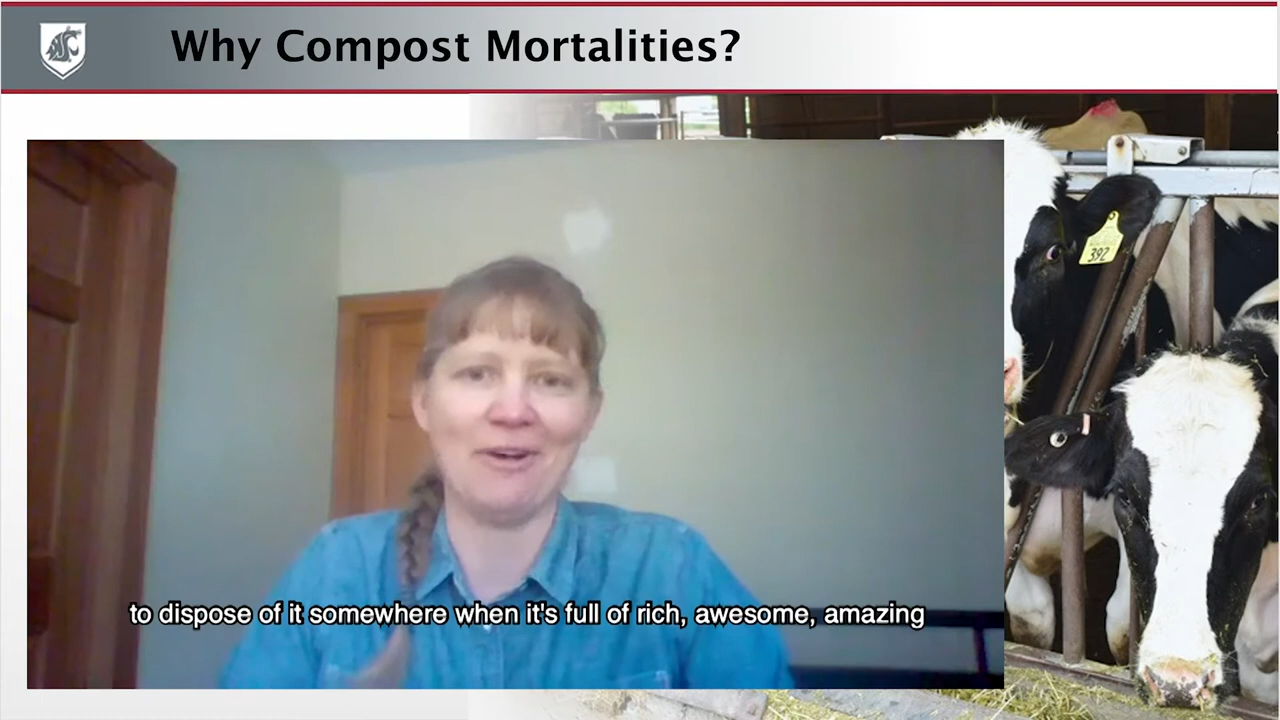 Why Compost Mortalities?
392
to dispose of it somewhere when it's full of rich, awesome, amazing